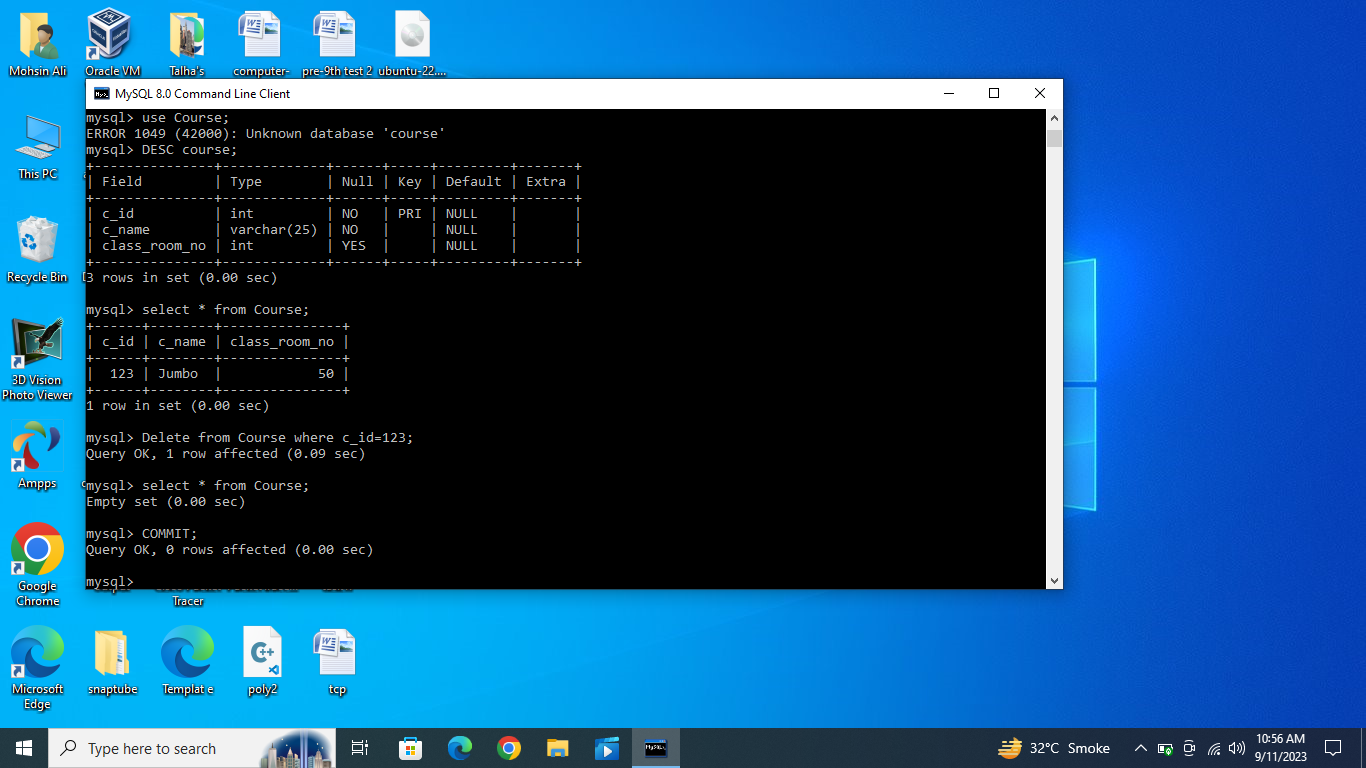 Mohsin Ali
Oracle VM
Talha's
computer-
pre-9th test 2
ubuntu-22....
MySQL 8.0 Command Line Client
mysql> use Course;
ERROR 1049 (42000): Unknown database 'course'
mysql> DESC course;
+---------------+-------------+------+-----+---------+-------+
| Field         | Type        | Null | Key | Default | Extra |
+---------------+-------------+------+-----+---------+-------+
| c_id          | int         | NO   | PRI | NULL    |       |
| c_name        | varchar(25) | NO   |     | NULL    |       |
| class_room_no | int         | YES  |     | NULL    |       |
+---------------+-------------+------+-----+---------+-------+
3 rows in set (0.00 sec)
mysql> select * from Course;
+------+--------+---------------+
| c_id | c_name | class_room_no |
+------+--------+---------------+
|  123 | Jumbo  |            50 |
+------+--------+---------------+
1 row in set (0.00 sec)
mysql> Delete from Course where c_id=123;
Query OK, 1 row affected (0.09 sec)
mysql> select * from Course;
Empty set (0.00 sec)
mysql> COMMIT;
Query OK, 0 rows affected (0.00 sec)
mysql>
This PC
Recycle Bin
3D Vision
Photo Viewer
Ampps
Google
Chrome
Tracer
Microsoft
Edge
snaptube
Templat e
C++
poly2
tcp
Type here to search
32°C Smoke
10:56 AM
9/11/2023